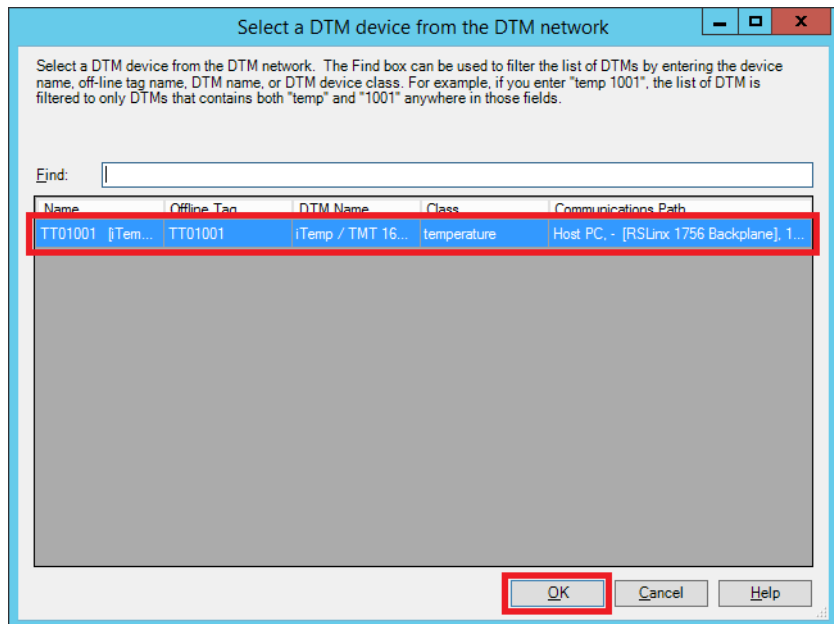 Select a DTM device from the DTM network
Select a DTM device from the DTM network. The Find box can be used to filter the list of DTMs by entering the device
name, off-line tag name, DTM name, or DTM device class. For example, if you enter "temp 1001", the list of DTM is
filtered to only DTMs that contains both "temp" and "1001" anywhere in those fields.
Find:
Name Offline Tag DTM Name Class Communications Path
TT01001 [iTem... TT01001 iTemp / TMT 16... temperature Host PC, - [RSLinx 1756 Backplane], 1...
OK Cancel Help